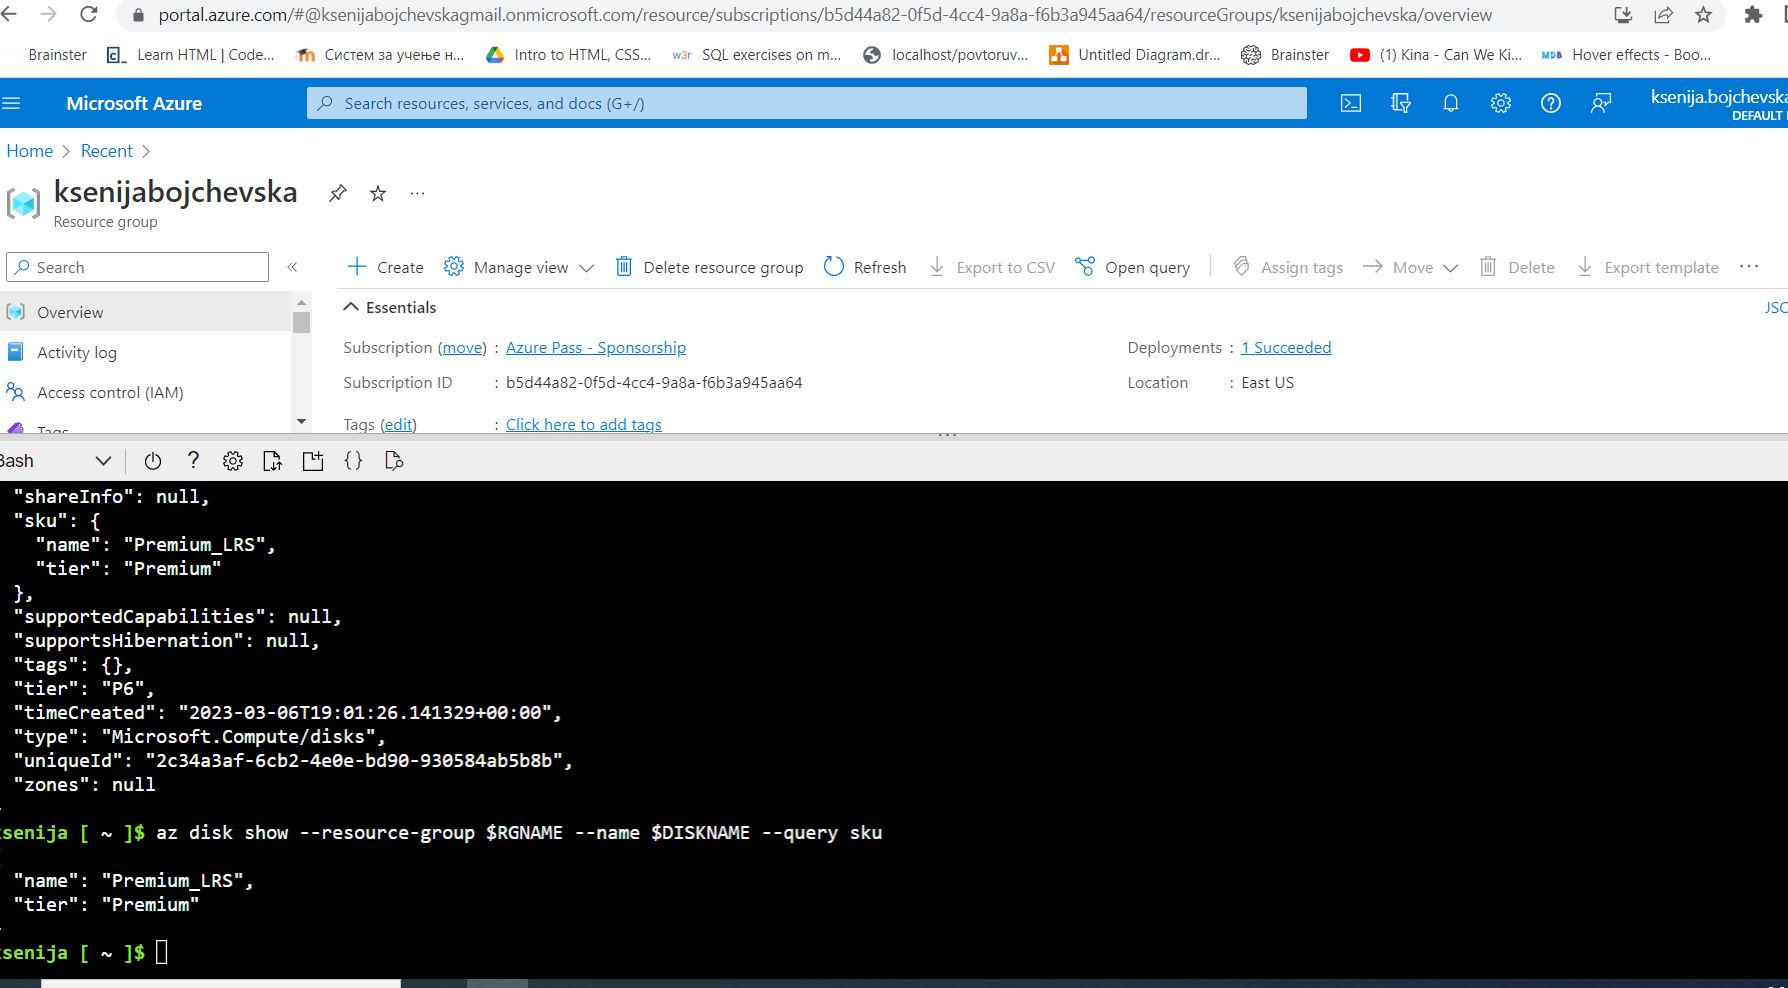 portal.azure.com/#@ksenijabojchevskagmail.onmicrosoft.com/resource/subscriptions/b5d44a82-0f5d-4cc4-9a8a-f6b3a945aa64/resourceGroups/ksenijabojchevska/overview
Brainster Learn HTML | Code... Систем за учење н... Intro to HTML, CSS... w3r SQL exercises on m... localhost/povtoruv... Untitled Diagram.dr... Brainster (1) Kina - Can We Ki... MDB Hover effects - Boo...
Microsoft Azure Search resources, services, and docs (G+/) ksenija.bojchevska
DEFAULT
Home > Recent >
ksenijabojchevska
Resource group
Search « Create Manage view Delete resource group Refresh Export to CSV Open query Assign tags Move Delete Export template
Overview
Activity log
Access control (IAM)
Tags
Essentials
JSO
Subscription (move) : Azure Pass - Sponsorship
Deployments : 1 Succeeded
Subscription ID : b5d44a82-0f5d-4cc4-9a8a-f6b3a945aa64
Location : East US
Tags (edit) : Click here to add tags
Bash
"shareInfo": null,
"sku": {
"name": "Premium_LRS",
"tier": "Premium"
},
"supportedCapabilities": null,
"supportsHibernation": null,
"tags": {},
"tier": "P6",
"timeCreated": "2023-03-06T19:01:26.141329+00:00",
"type": "Microsoft.Compute/disks",
"uniqueId": "2c34a3af-6cb2-4e0e-bd90-930584ab5b8b",
"zones": null
ksenija [ ~ ]$ az disk show --resource-group $RGNAME --name $DISKNAME --query sku
"name": "Premium_LRS",
"tier": "Premium"
ksenija [ ~ ]$